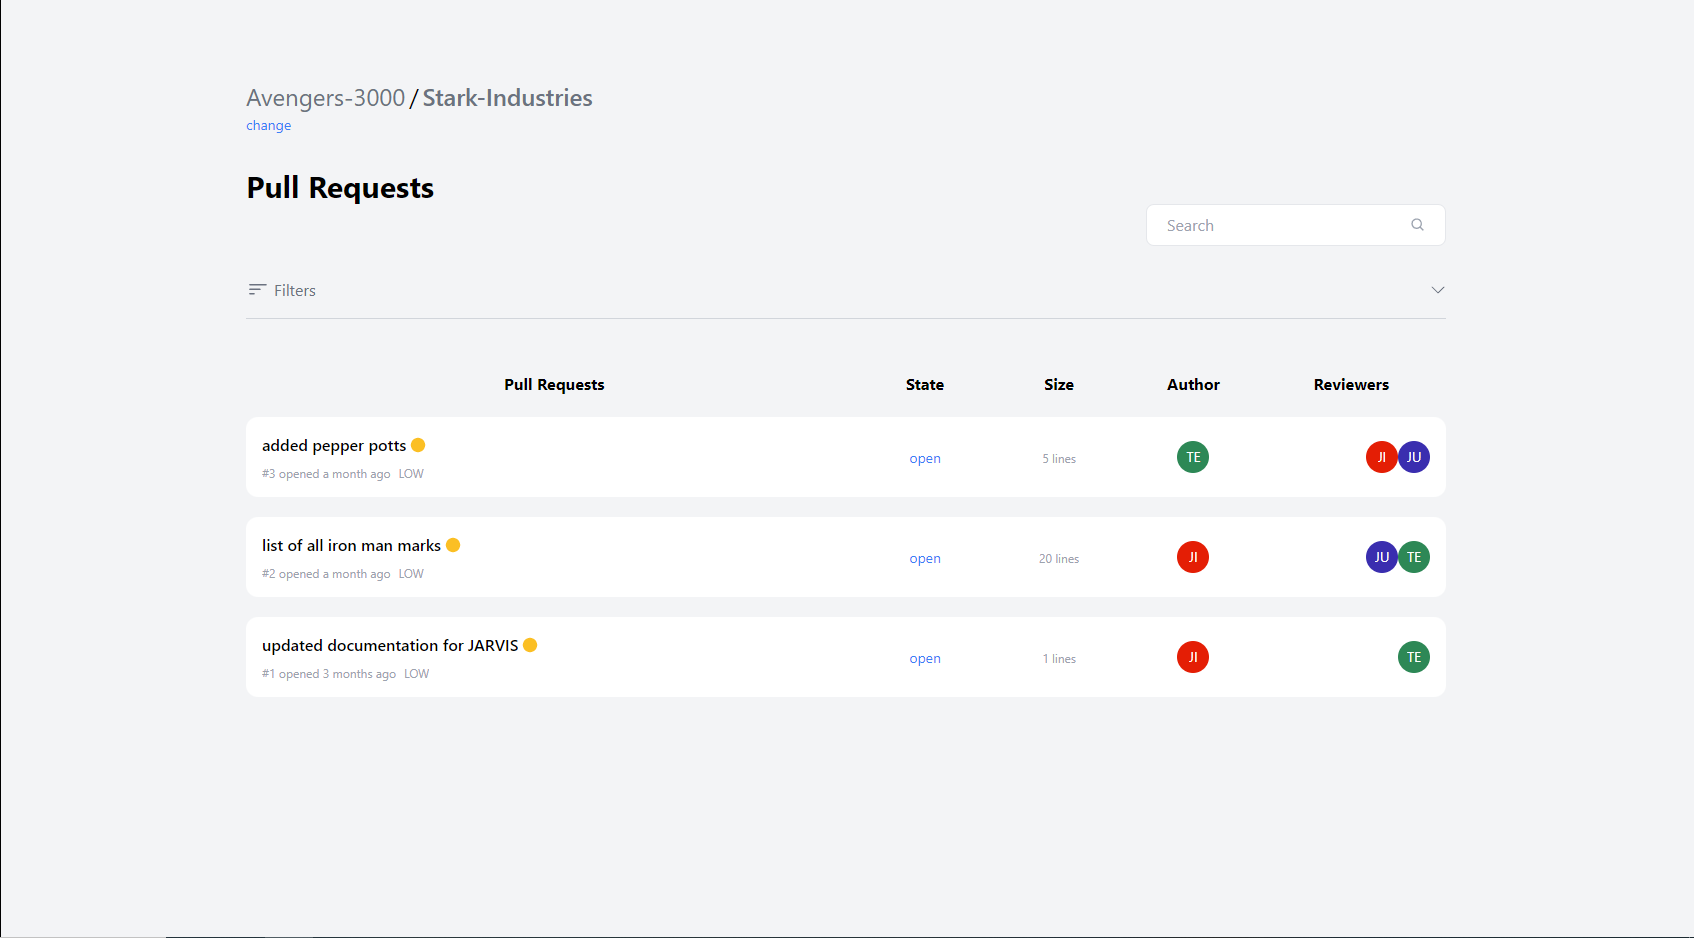 Avengers-3000 / Stark-Industries
change
Pull Requests
Search
Filters
Pull Requests State Size Author Reviewers
added pepper potts
open 5 lines TE JI JU
#3 opened a month ago LOW
list of all iron man marks
open 20 lines JI JU TE
#2 opened a month ago LOW
updated documentation for JARVIS
open 1 lines JI TE
#1 opened 3 months ago LOW